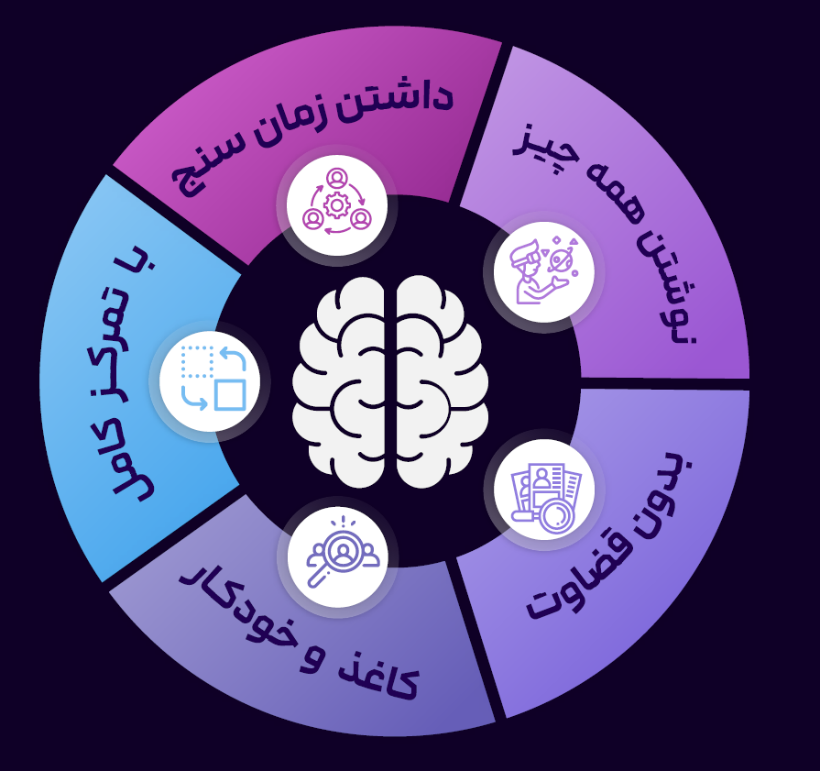 داشتن زمان سنج
نوشتن همه چیز
بدون قضاوت
کاغذ و خودکار
با تمرکز کامل